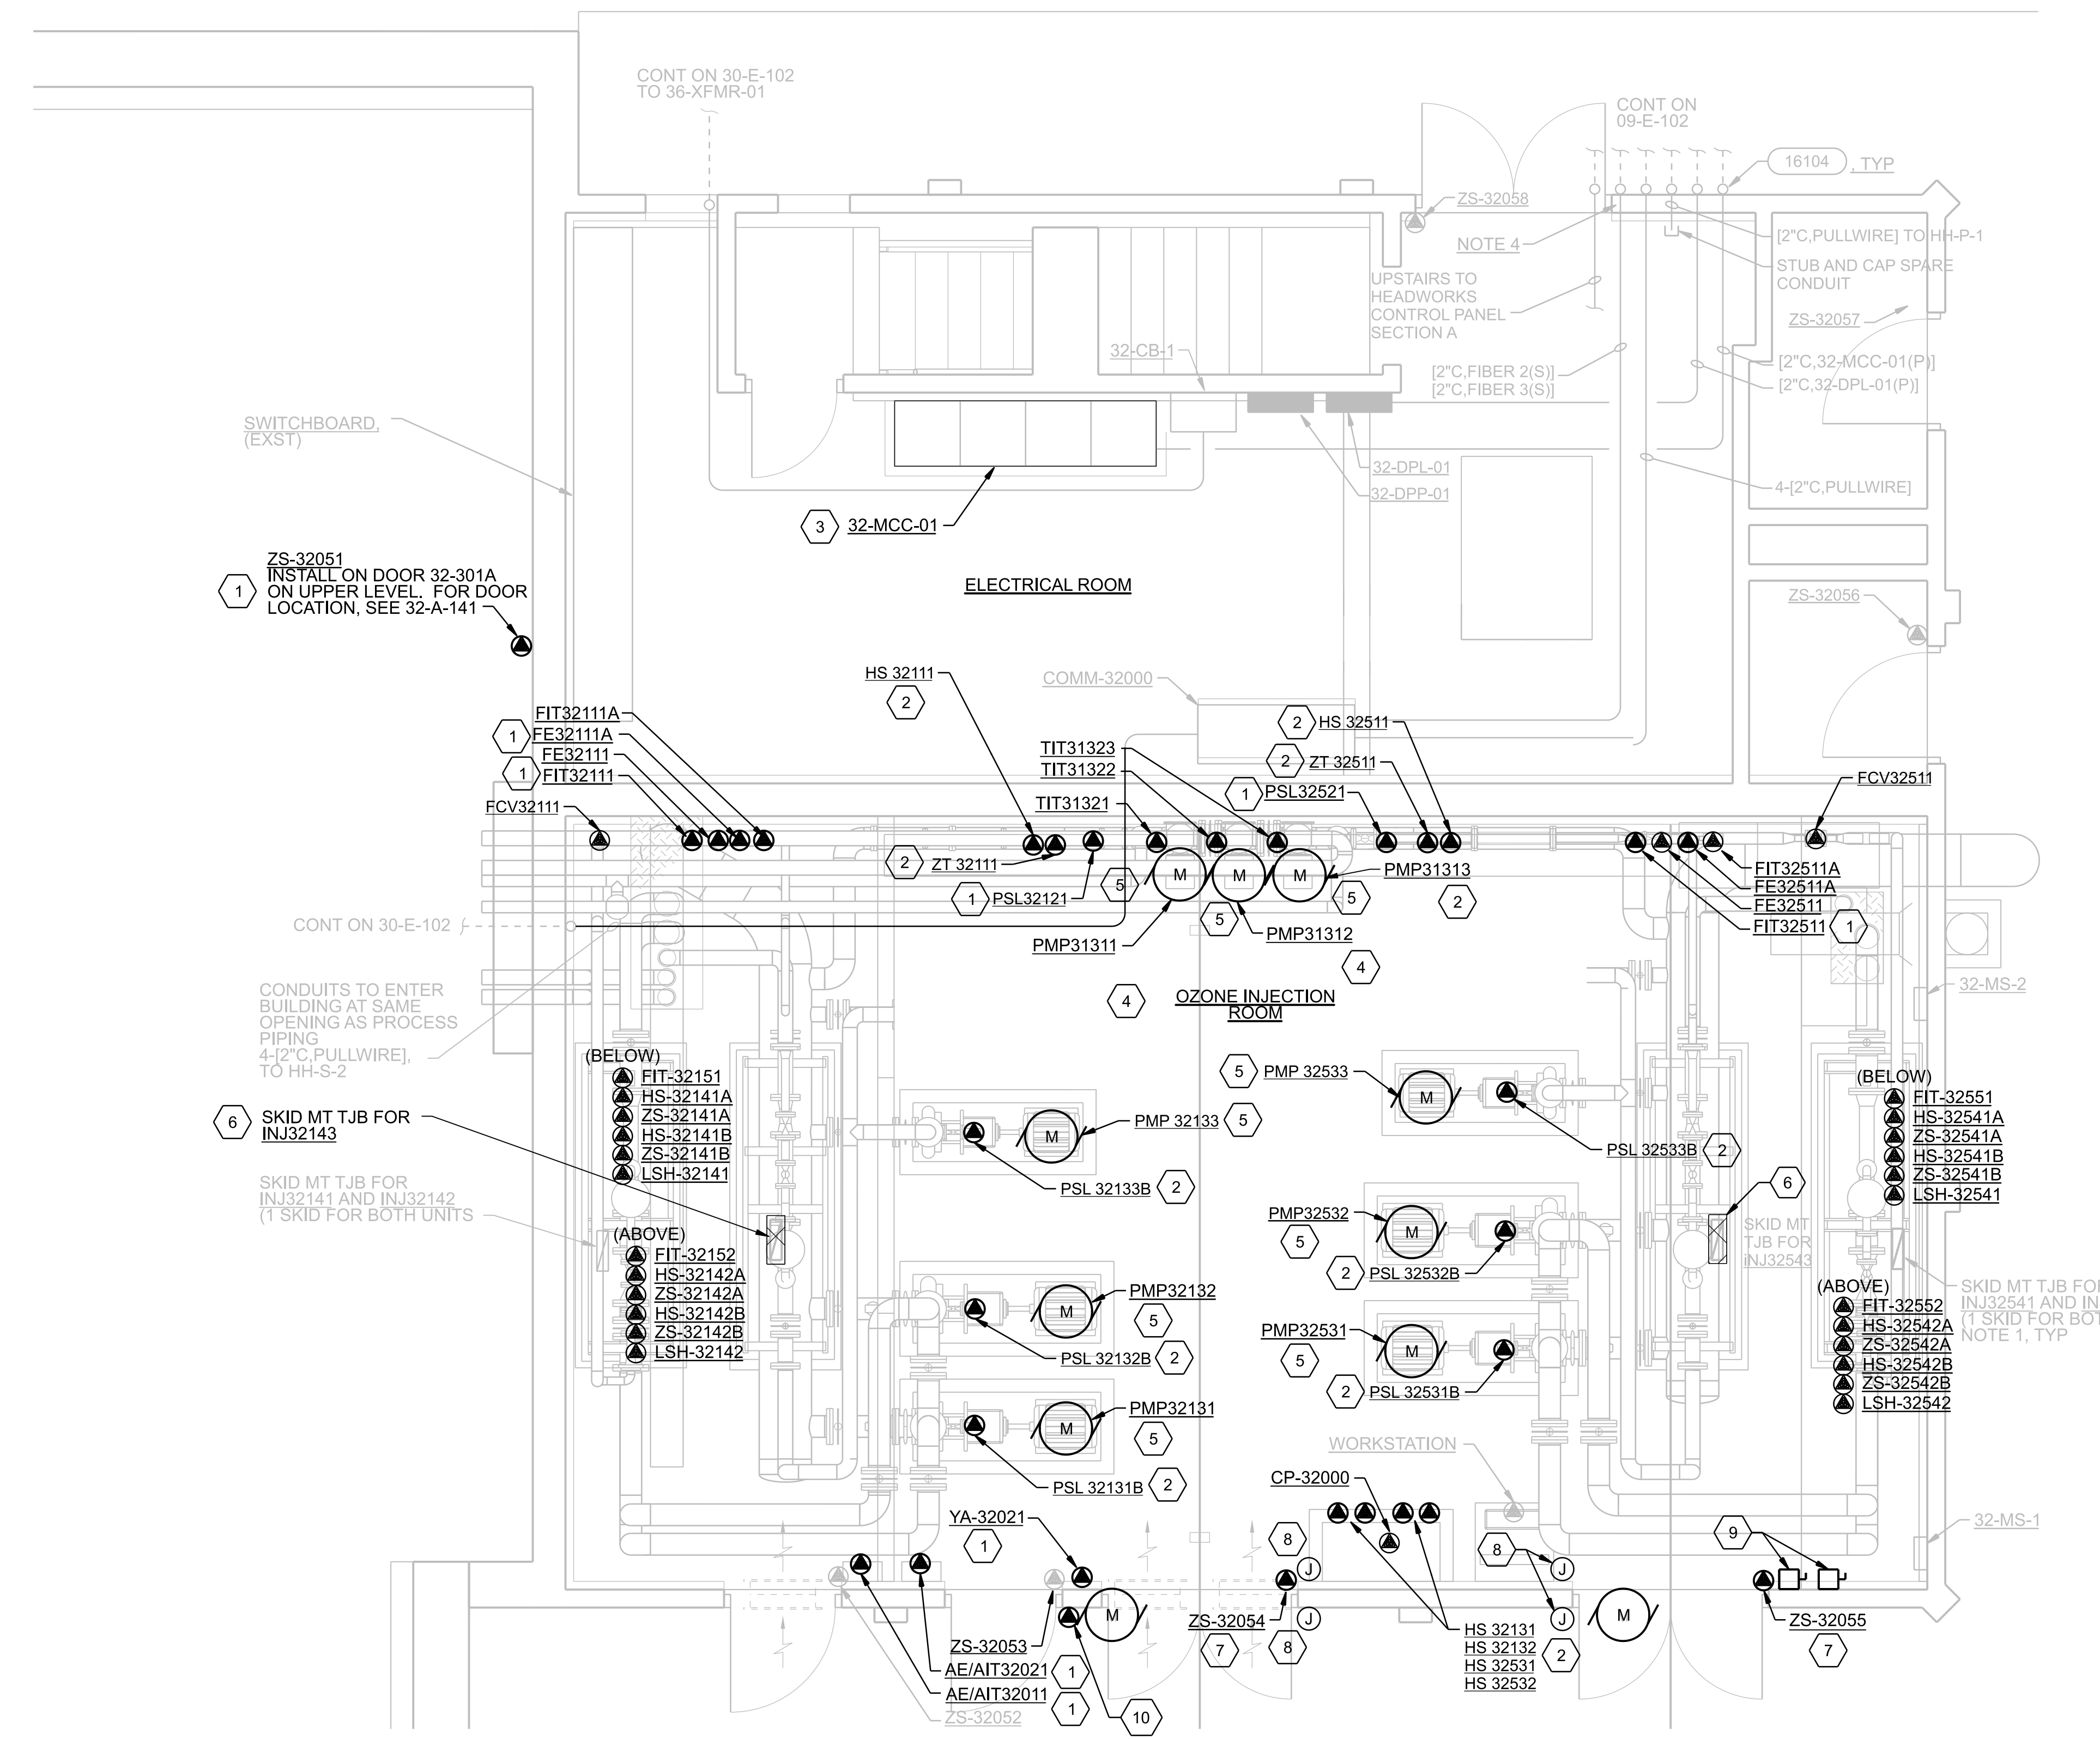 CONT ON 30-E-102
TO 36-XFMR-01
CONT ON
09-E-102
16104
, TYP
ZS-32058
NOTE 4
[2"C,PULLWIRE] TO HH-P-1
STUB AND CAP SPARE
CONDUIT
UPSTAIRS TO
HEADWORKS
CONTROL PANEL
SECTION A
ZS-32057
32-CB-1
[2"C,FIBER 2(S)]
[2"C,FIBER 3(S)]
[2"C,32-MCC-01(P)]
[2"C,32-DPL-01(P)]
SWITCHBOARD,
(EXST)
32-DPL-01
32-DPP-01
4-[2"C,PULLWIRE]
3
32-MCC-01
1
ZS-32051
INSTALL ON DOOR 32-301A
ON UPPER LEVEL. FOR DOOR
LOCATION, SEE 32-A-141
ELECTRICAL ROOM
ZS-32056
HS 32111
2
COMM-32000
FIT32111A
1
FE32111A
FE32111
1
FIT32111
FCV32111
2
HS 32511
2
ZT 32511
TIT31323
TIT31322
TIT31321
1
PSL32521
FCV32511
2
ZT 32111
1
PSL32121
5
M
M
M
PMP31313
5
2
5
PMP31311
PMP31312
FIT32511A
FE32511A
FE32511
FIT32511
1
CONT ON 30-E-102
4
4
OZONE INJECTION
ROOM
32-MS-2
CONDUITS TO ENTER
BUILDING AT SAME
OPENING AS PROCESS
PIPING
4-[2"C,PULLWIRE],
TO HH-S-2
(BELOW)
FIT-32151
HS-32141A
ZS-32141A
HS-32141B
ZS-32141B
LSH-32141
6
SKID MT TJB FOR
INJ32143
SKID MT TJB FOR
INJ32141 AND INJ32142
(1 SKID FOR BOTH UNITS
(ABOVE)
FIT-32152
HS-32142A
ZS-32142A
HS-32142B
ZS-32142B
LSH-32142
5
PMP 32533
M
PSL 32533B
2
M
PMP 32133
5
PSL 32133B
2
(BELOW)
FIT-32551
HS-32541A
ZS-32541A
HS-32541B
ZS-32541B
LSH-32541
6
SKID MT
TJB FOR
iNJ32543
PMP32532
5
M
2
PSL 32532B
M
PMP32132
5
PSL 32132B
2
PMP32531
5
M
2
PSL 32531B
(ABOVE)
FIT-32552
HS-32542A
ZS-32542A
HS-32542B
ZS-32542B
LSH-32542
SKID MT TJB FO
INJ32541 AND IN
(1 SKID FOR BOT
NOTE 1, TYP
M
PMP32131
5
PSL 32131B
2
WORKSTATION
CP-32000
YA-32021
1
8
J
8
J
9
32-MS-1
M
J
J
M
ZS-32053
ZS-32054
7
8
HS 32131
HS 32132
HS 32531
HS 32532
2
ZS-32055
7
AE/AIT32021
1
AE/AIT32011
1
ZS-32052
10